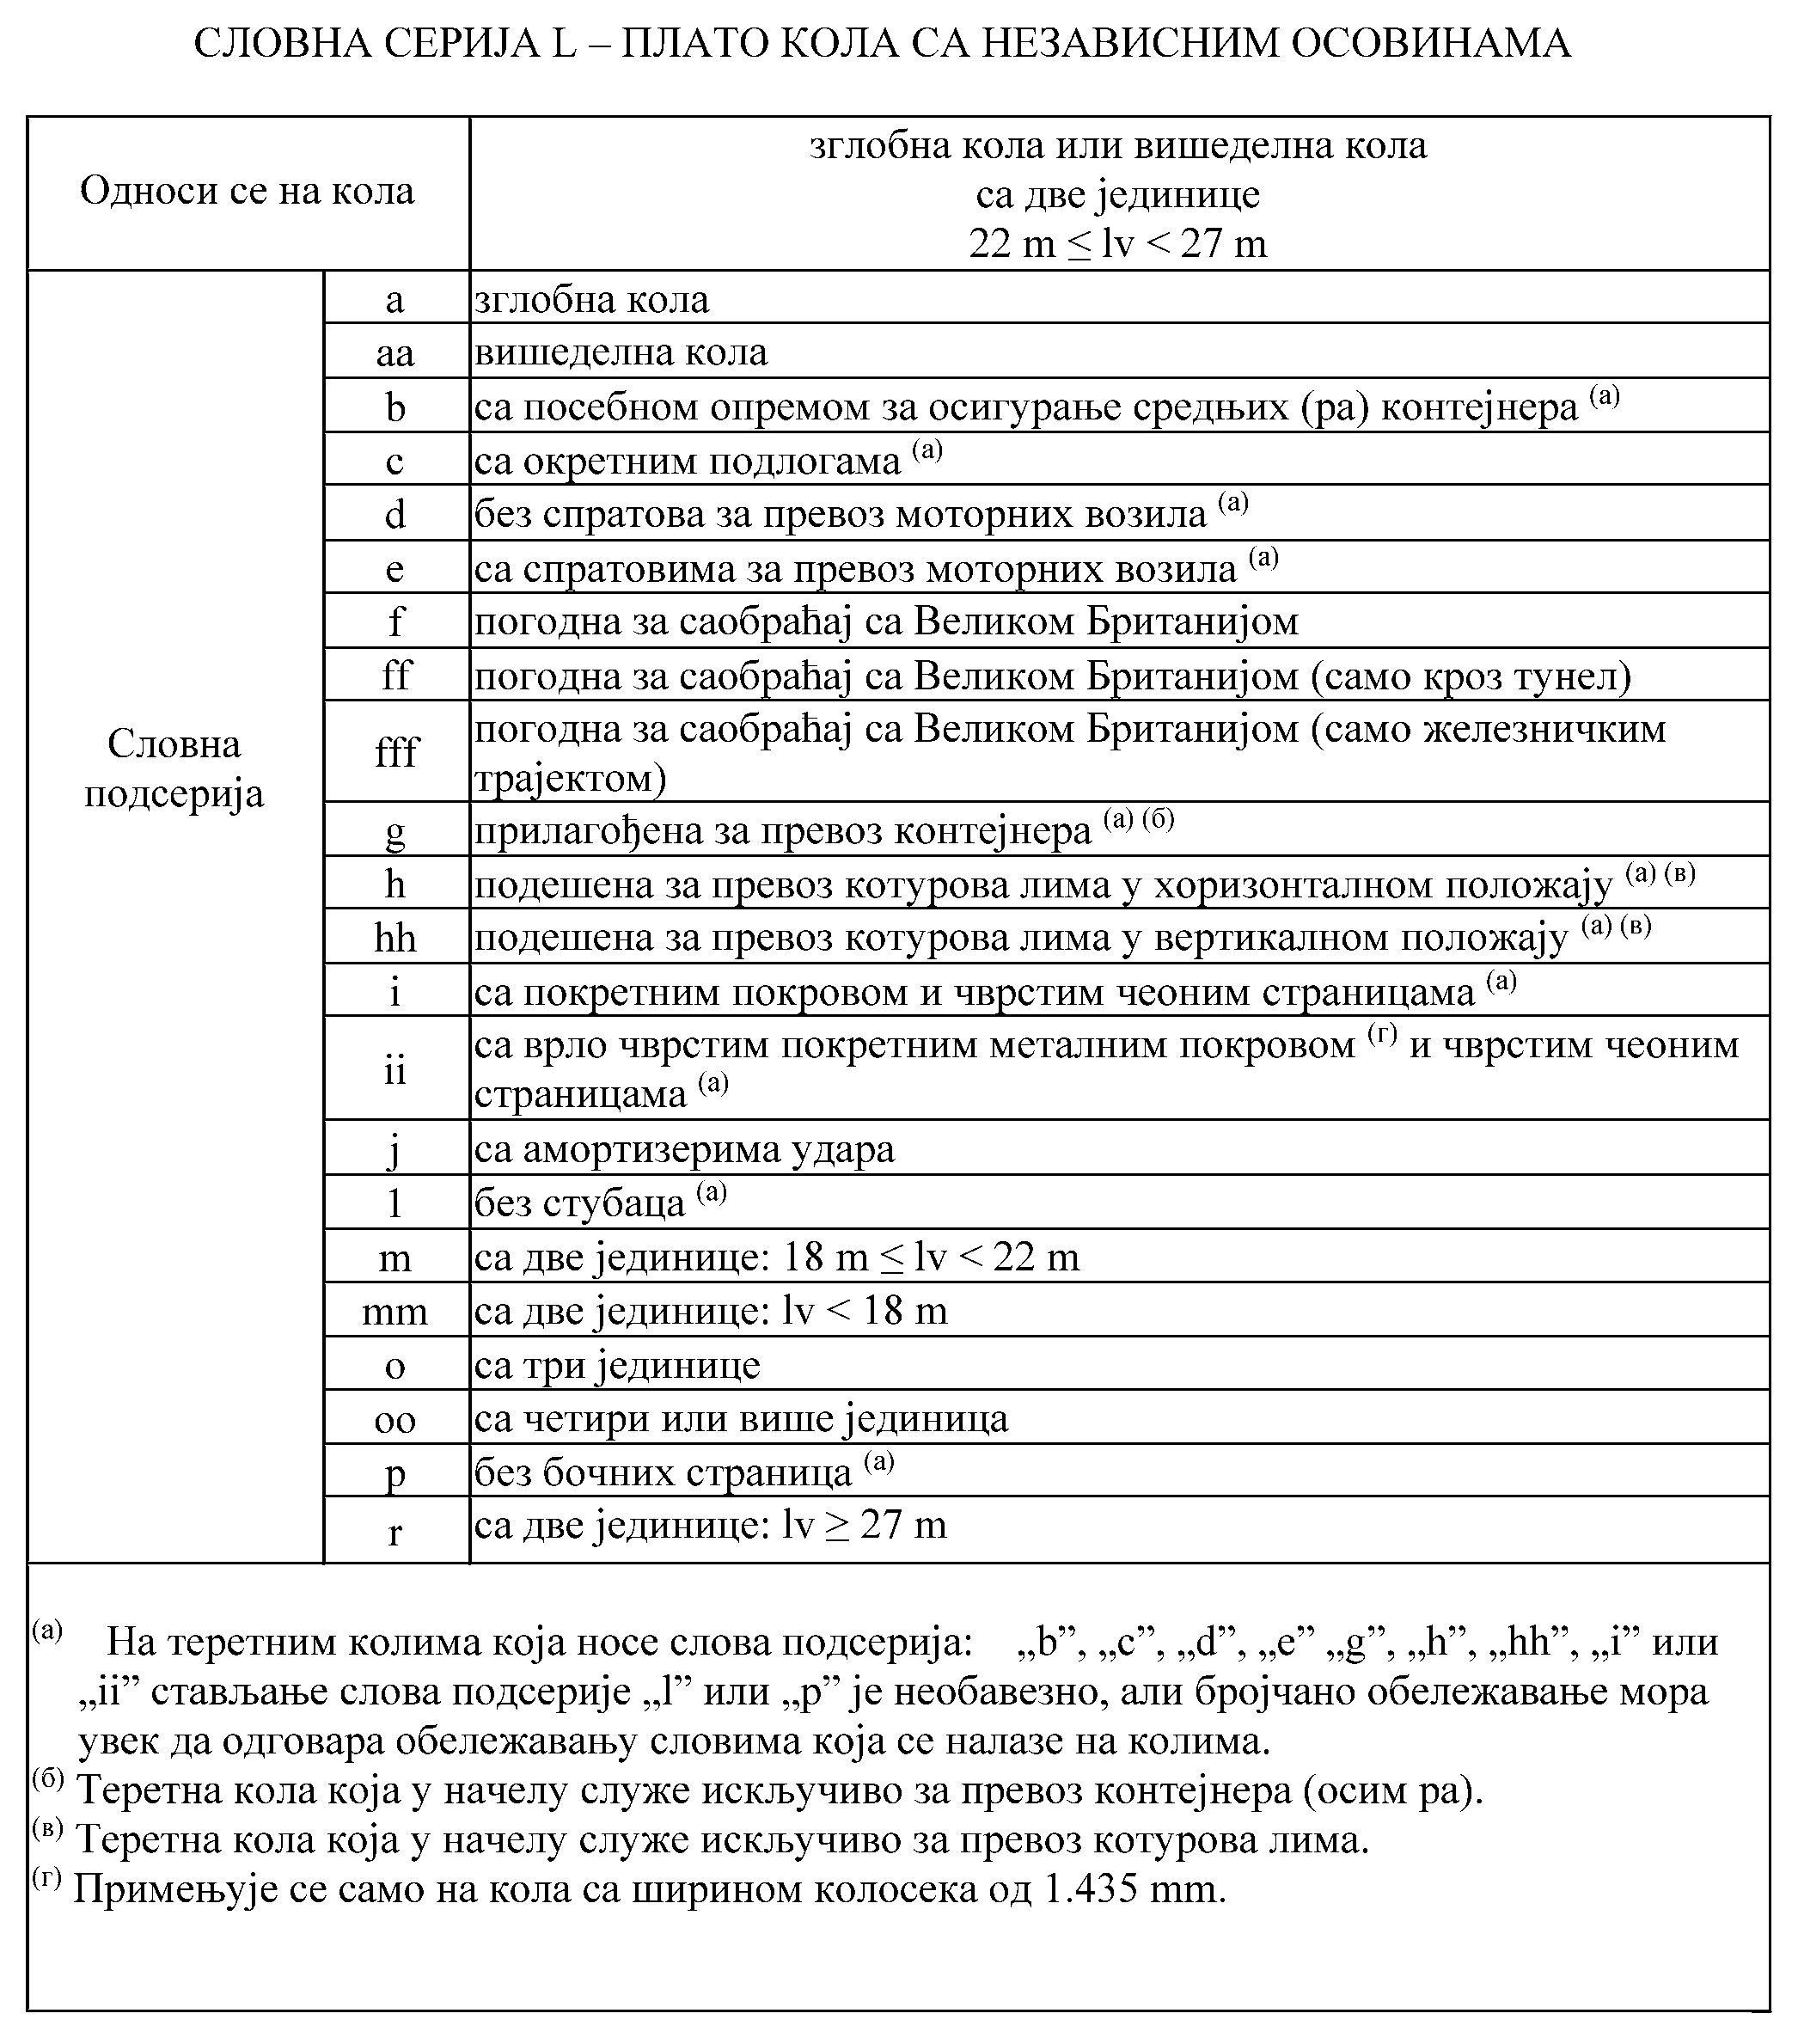 СЛОВНА СЕРИЈА L – ПЛАТО КОЛА СА НЕЗАВИСНИМ ОСОВИНАМА
Односи се на кола
зглобна кола или вишеделна кола
са две јединице
22 m ≤ lv < 27 m
Словна
подсерија
a зглобна кола
aa вишеделна кола
b са посебном опремом за осигурање средњих (pa) контејнера (а)
c са окретним подлогама (а)
d без спратова за превоз моторних возила (а)
e са спратовима за превоз моторних возила (а)
f погодна за саобраћај са Великом Британијом
ff погодна за саобраћај са Великом Британијом (само кроз тунел)
fff погодна за саобраћај са Великом Британијом (само железничким
трајектом)
g прилагођена за превоз контејнера (а) (б)
h подешена за превоз котурова лима у хоризонталном положају (а) (в)
hh подешена за превоз котурова лима у вертикалном положају (а) (в)
i са покретним покровом и чврстим чеоним страницама (а)
ii са врло чврстим покретним металним покровом (г) и чврстим чеоним
страницама (а)
j са амортизерима удара
l без стубаца (а)
m са две јединице: 18 m ≤ lv < 22 m
mm са две јединице: lv < 18 m
o са три јединице
oo са четири или више јединица
p без бочних страница (а)
r са две јединице: lv ≥ 27 m
(а) На теретним колима која носе слова подсерија: „b”, „c”, „d”, „e” „g”, „h”, „hh”, „i” или
„ii” стављање слова подсерије „l” или „p” је необавезно, али бројчано обележавање мора
увек да одговара обележавању словима која се налазе на колима.
(б) Теретна кола која у начелу служе искључиво за превоз контејнера (осим pa).
(в) Теретна кола која у начелу служе искључиво за превоз котурова лима.
(г) Примењује се само на кола са ширином колосека од 1.435 mm.